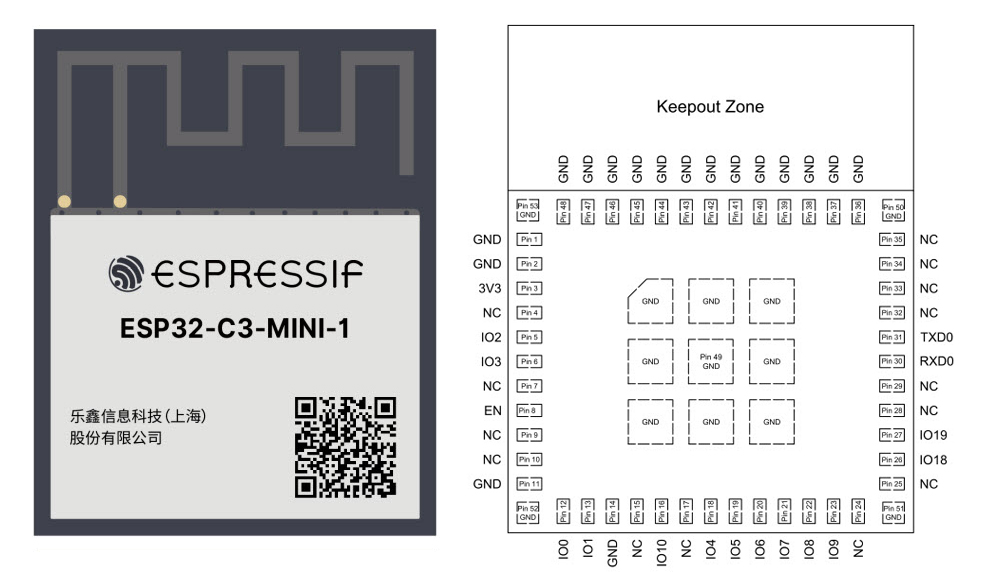 ESPRESSIF
ESP32-C3-MINI-1
乐鑫信息科技(上海)
股份有限公司
Keepout Zone
GND GND GND GND GND GND GND GND GND GND GND GND GND
Pin 53 GND Pin 48 Pin 47 Pin 46 Pin 45 Pin 44 Pin 43 Pin 42 Pin 41 Pin 40 Pin 39 Pin 38 Pin 37 Pin 36 Pin 50 GND
GND Pin 1 Pin 35 NC
GND Pin 2 Pin 34 NC
3V3 Pin 3 Pin 33 NC
GND GND GND
NC Pin 4 Pin 32 NC
IO2 Pin 5 Pin 31 TXD0
IO3 Pin 6 Pin 30 RXD0
GND Pin 49 GND GND
NC Pin 7 Pin 29 NC
EN Pin 8 Pin 28 NC
GND GND GND
NC Pin 9 Pin 27 IO19
NC Pin 10 Pin 26 IO18
GND Pin 11 Pin 25 NC
Pin 52 GND Pin 12 Pin 13 Pin 14 Pin 15 Pin 16 Pin 17 Pin 18 Pin 19 Pin 20 Pin 21 Pin 22 Pin 23 Pin 24 Pin 51 GND
IO0 IO1 GND NC IO10 NC IO4 IO5 IO6 IO7 IO8 IO9 NC